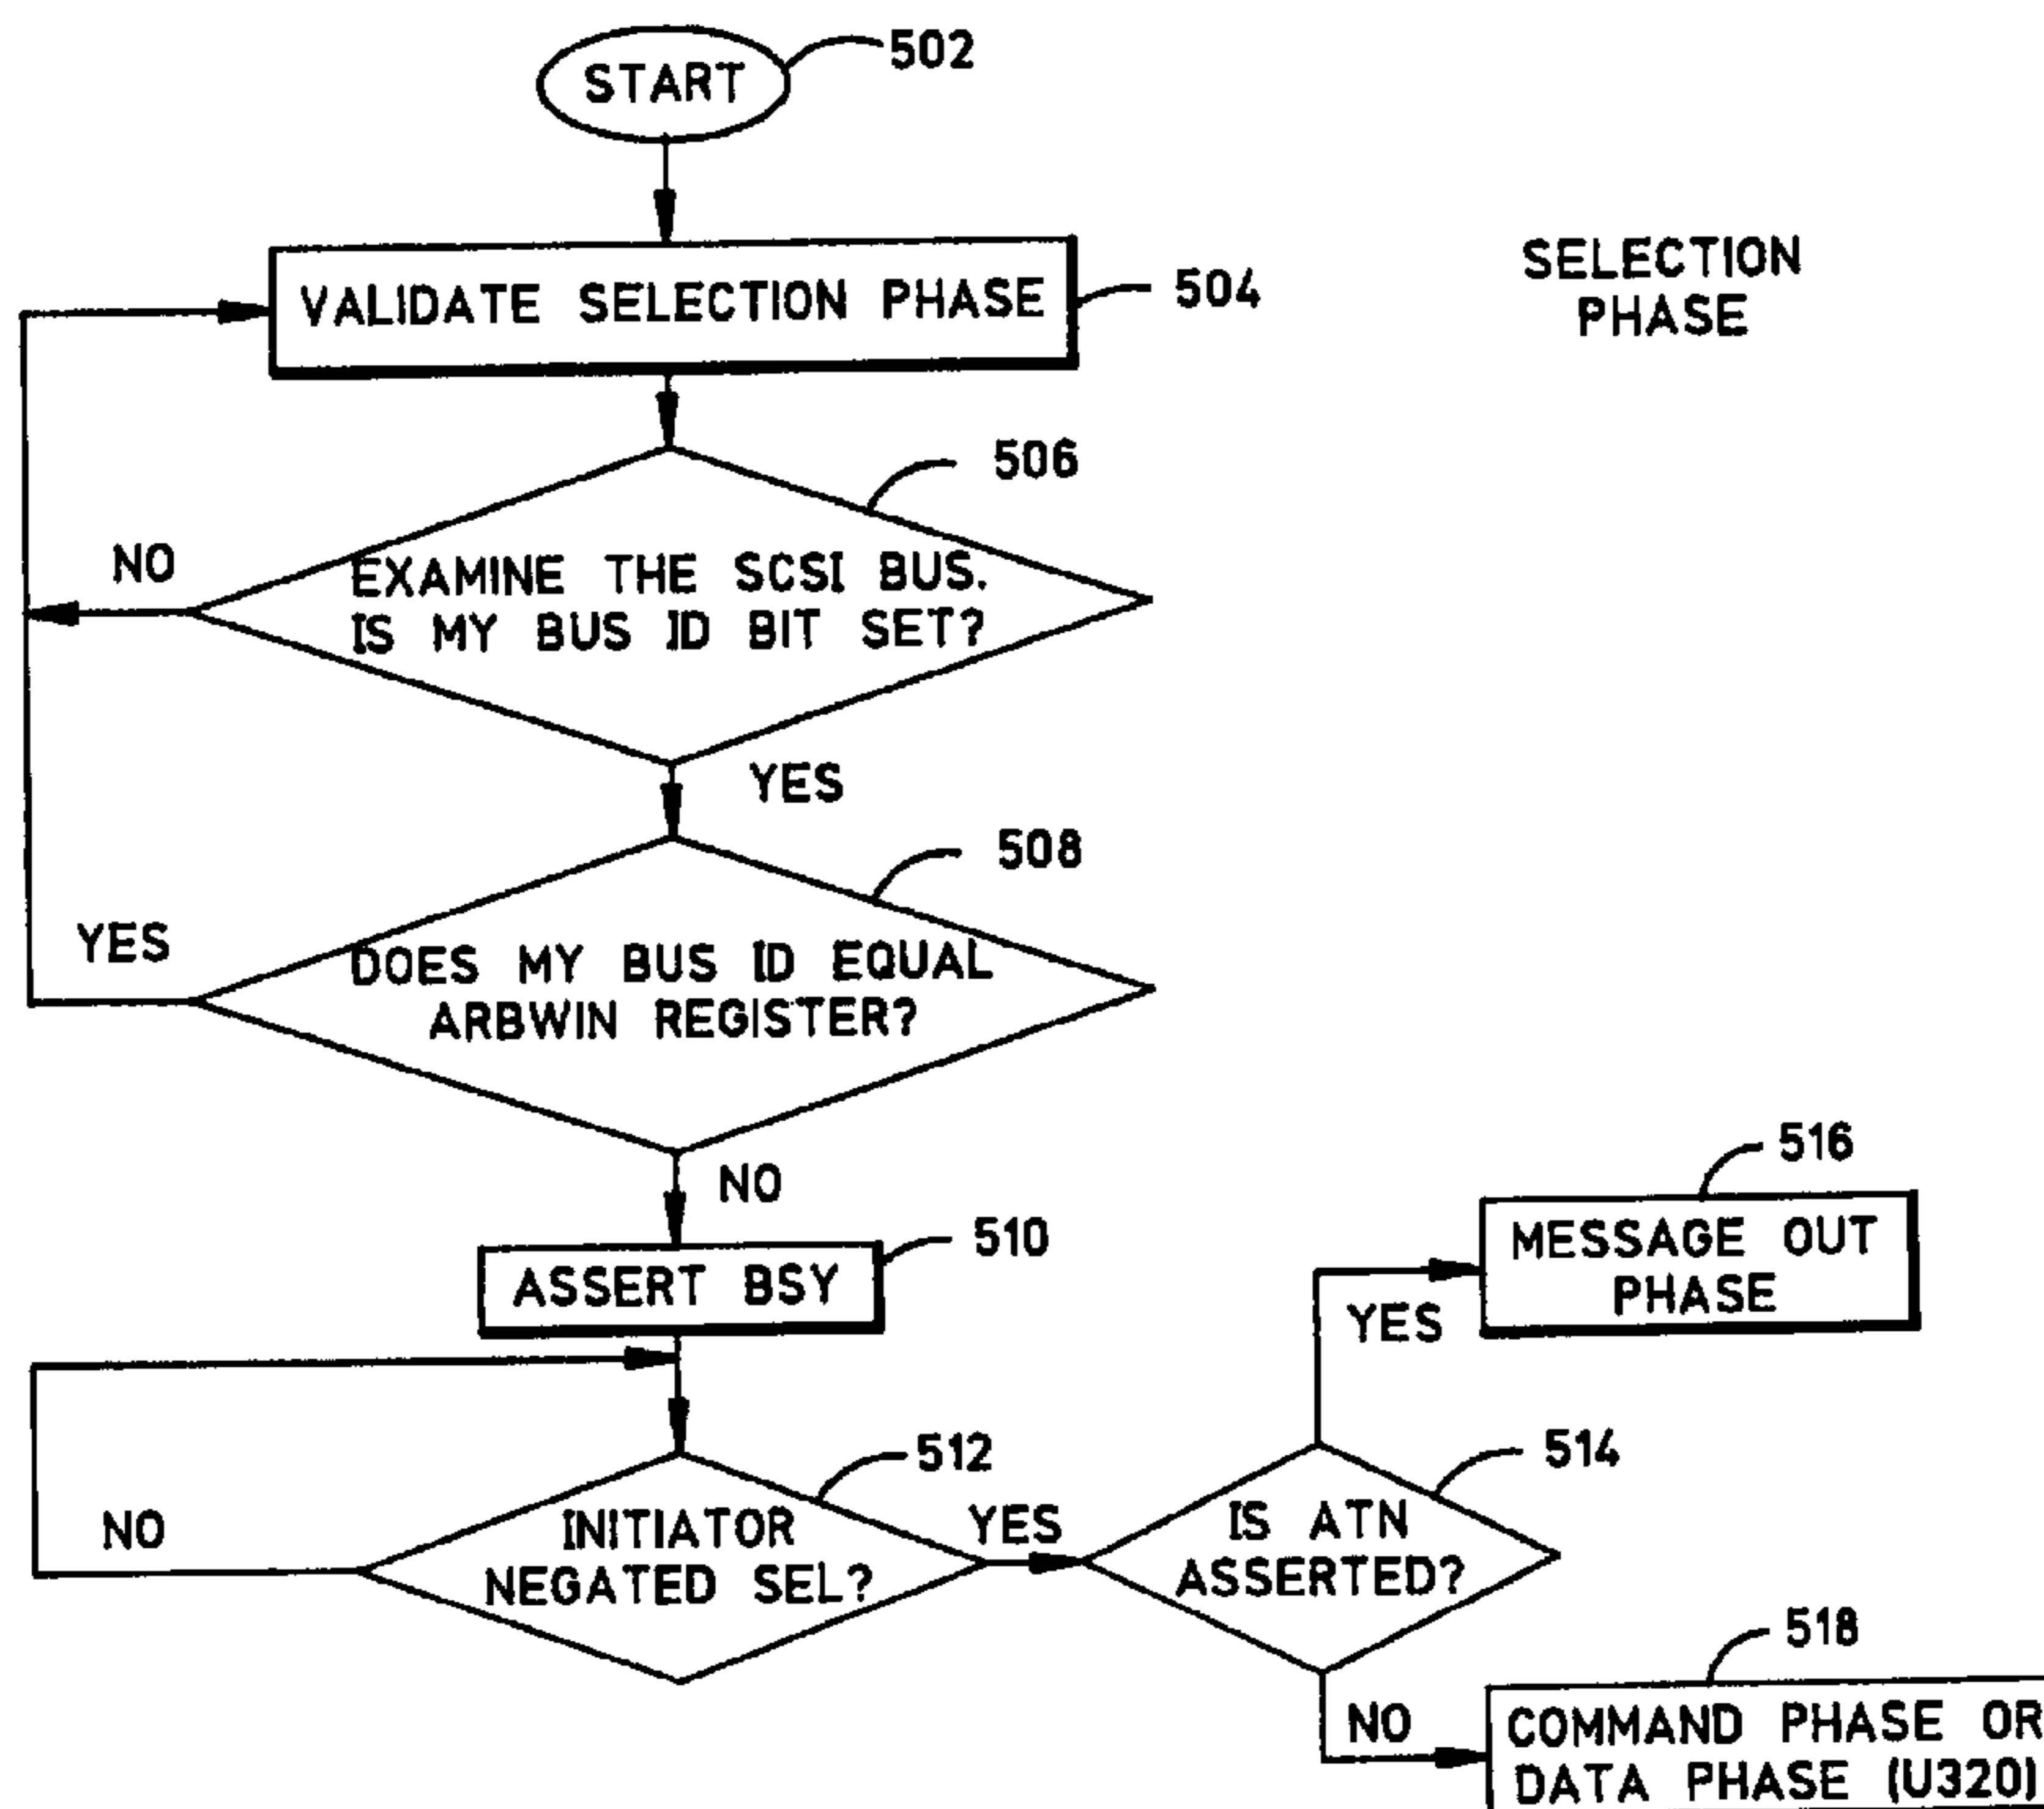 START
502
VALIDATE SELECTION PHASE
504
SELECTION
PHASE
506
EXAMINE THE SCSI BUS.
IS MY BUS ID BIT SET?
NO
YES
508
DOES MY BUS ID EQUAL
ARBWIN REGISTER?
YES
NO
510
ASSERT BSY
512
INITIATOR
NEGATED SEL?
NO
YES
514
IS ATN
ASSERTED?
YES
516
MESSAGE OUT
PHASE
NO
518
COMMAND PHASE OR
DATA PHASE (U320)